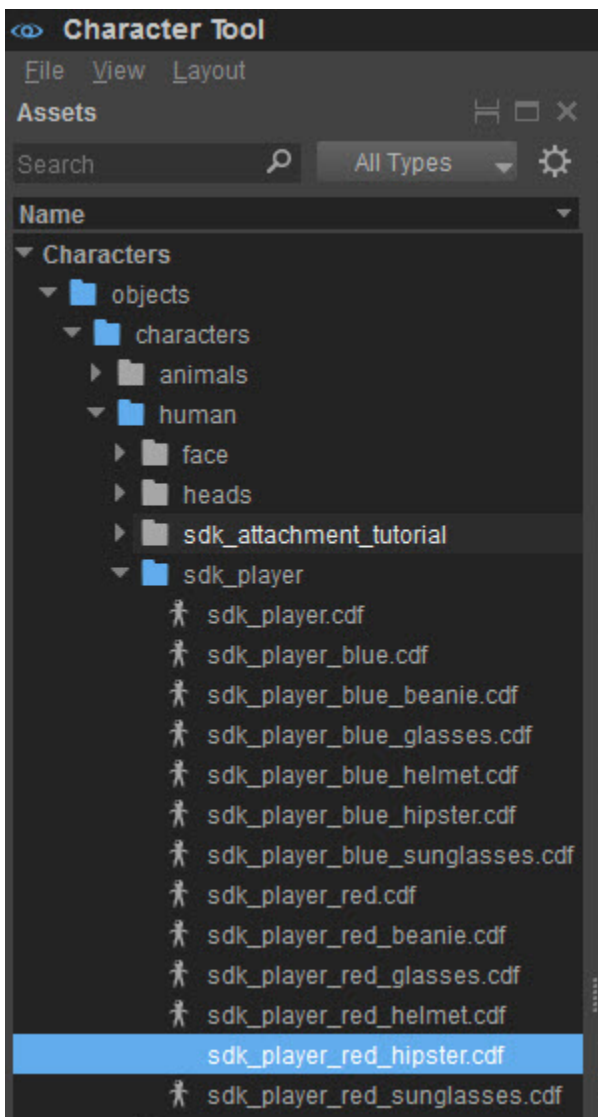 Character Tool
File View Layout
Assets
Search All Types
Name
Characters
objects
characters
animals
human
face
heads
sdk_attachment_tutorial
sdk_player
sdk_player.cdf
sdk_player_blue.cdf
sdk_player_blue_beanie.cdf
sdk_player_blue_glasses.cdf
sdk_player_blue_helmet.cdf
sdk_player_blue_hipster.cdf
sdk_player_blue_sunglasses.cdf
sdk_player_red.cdf
sdk_player_red_beanie.cdf
sdk_player_red_glasses.cdf
sdk_player_red_helmet.cdf
sdk_player_red_hipster.cdf
sdk_player_red_sunglasses.cdf